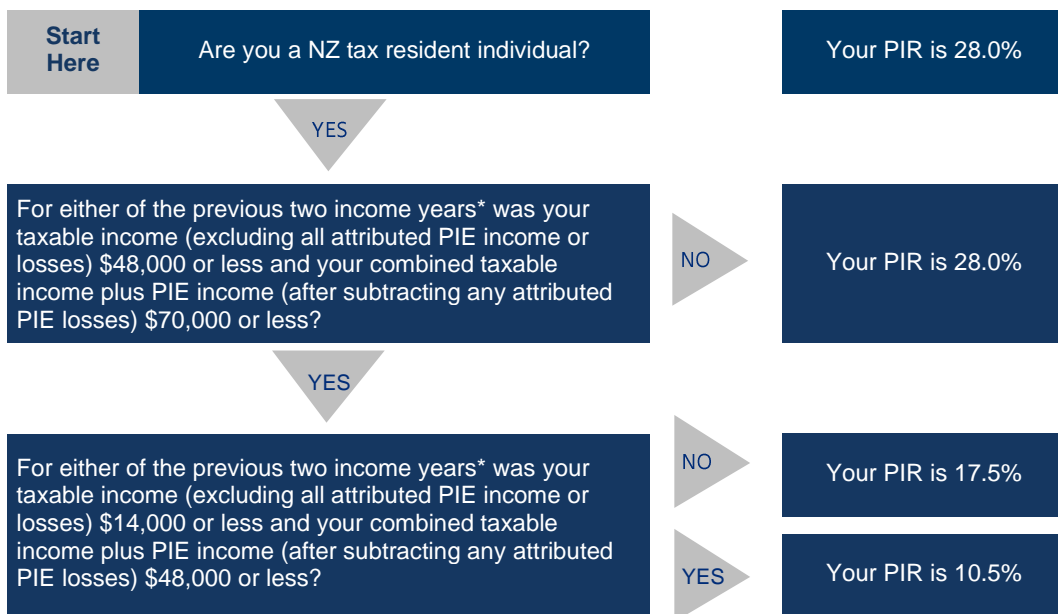 Start
Here
Are you a NZ tax resident individual?
Your PIR is 28.0%
YES
For either of the previous two income years* was your
taxable income (excluding all attributed PIE income or
losses) $48,000 or less and your combined taxable
income plus PIE income (after subtracting any attributed
PIE losses) $70,000 or less?
NO
Your PIR is 28.0%
YES
For either of the previous two income years* was your
taxable income (excluding all attributed PIE income or
losses) $14,000 or less and your combined taxable
income plus PIE income (after subtracting any attributed
PIE losses) $48,000 or less?
NO
Your PIR is 17.5%
YES
Your PIR is 10.5%